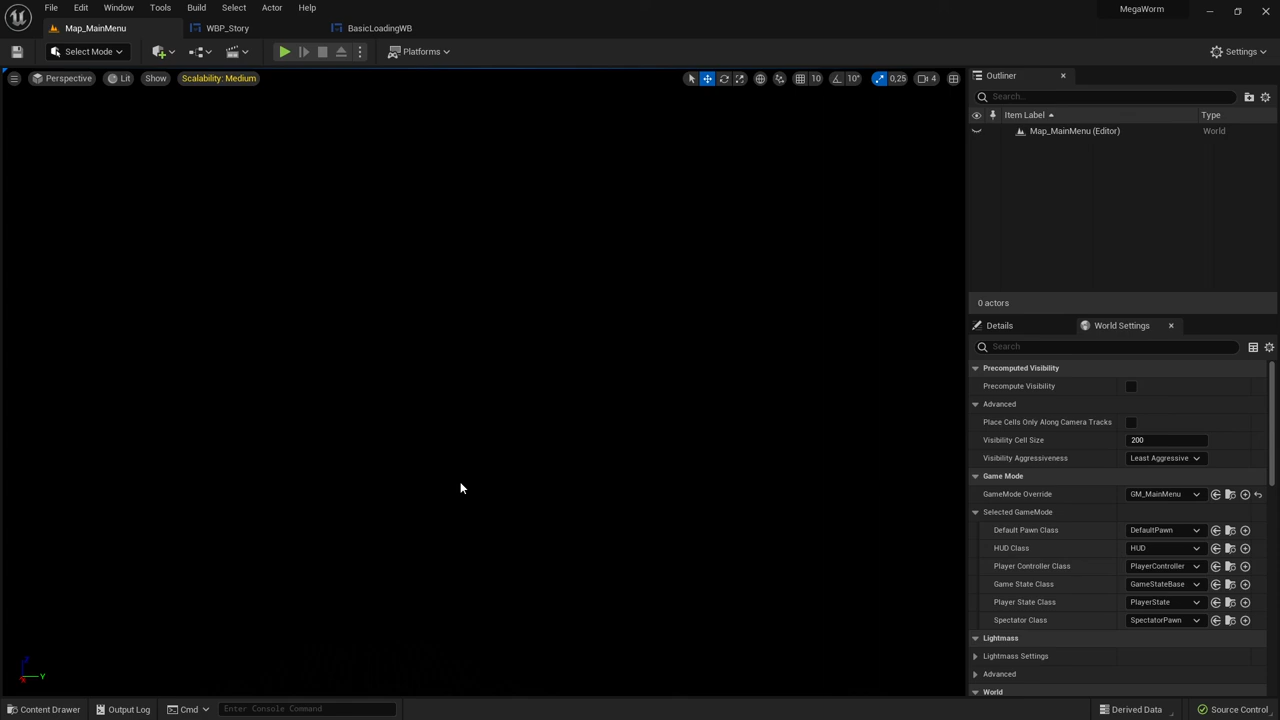 File Edit Window Tools Build Select Actor Help
MegaWorm
Map_MainMenu WBP_Story BasicLoadingWB
Select Mode Platforms Settings
Perspective Lit Show Scalability: Medium 10 10° 0,25 4
Outliner
Search...
Item Label Type
Map_MainMenu (Editor) World
0 actors
Details World Settings
Search
Precomputed Visibility
Precompute Visibility
Advanced
Place Cells Only Along Camera Tracks
Visibility Cell Size 200
Visibility Aggressiveness Least Aggressive
Game Mode
GameMode Override GM_MainMenu
Selected GameMode
Default Pawn Class DefaultPawn
HUD Class HUD
Player Controller Class PlayerController
Game State Class GameStateBase
Player State Class PlayerState
Spectator Class SpectatorPawn
Lightmass
Lightmass Settings
Advanced
World
Y
Content Drawer Output Log Cmd Enter Console Command Derived Data Source Control